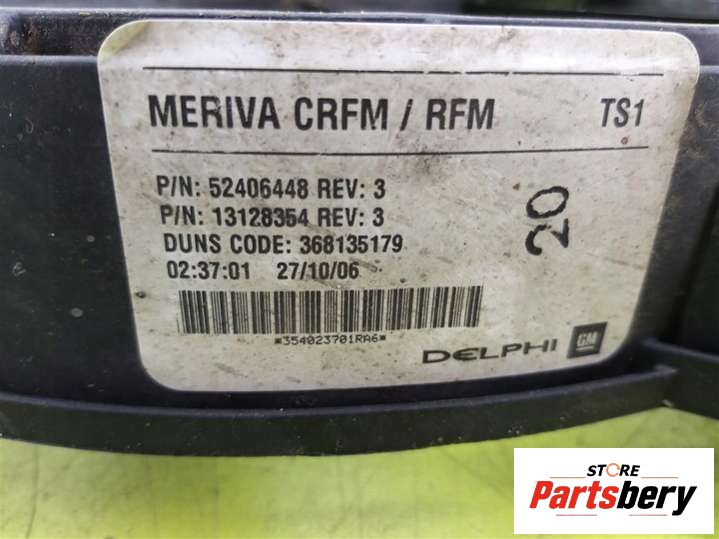 MERIVA CRFM / RFM TS1
P/N: 52406448 REV: 3
P/N: 13128354 REV: 3
DUNS CODE: 368135179
02:37:01 27/10/06
20
*354023701RA6*
DELPHI GM
STORE
Partsbery